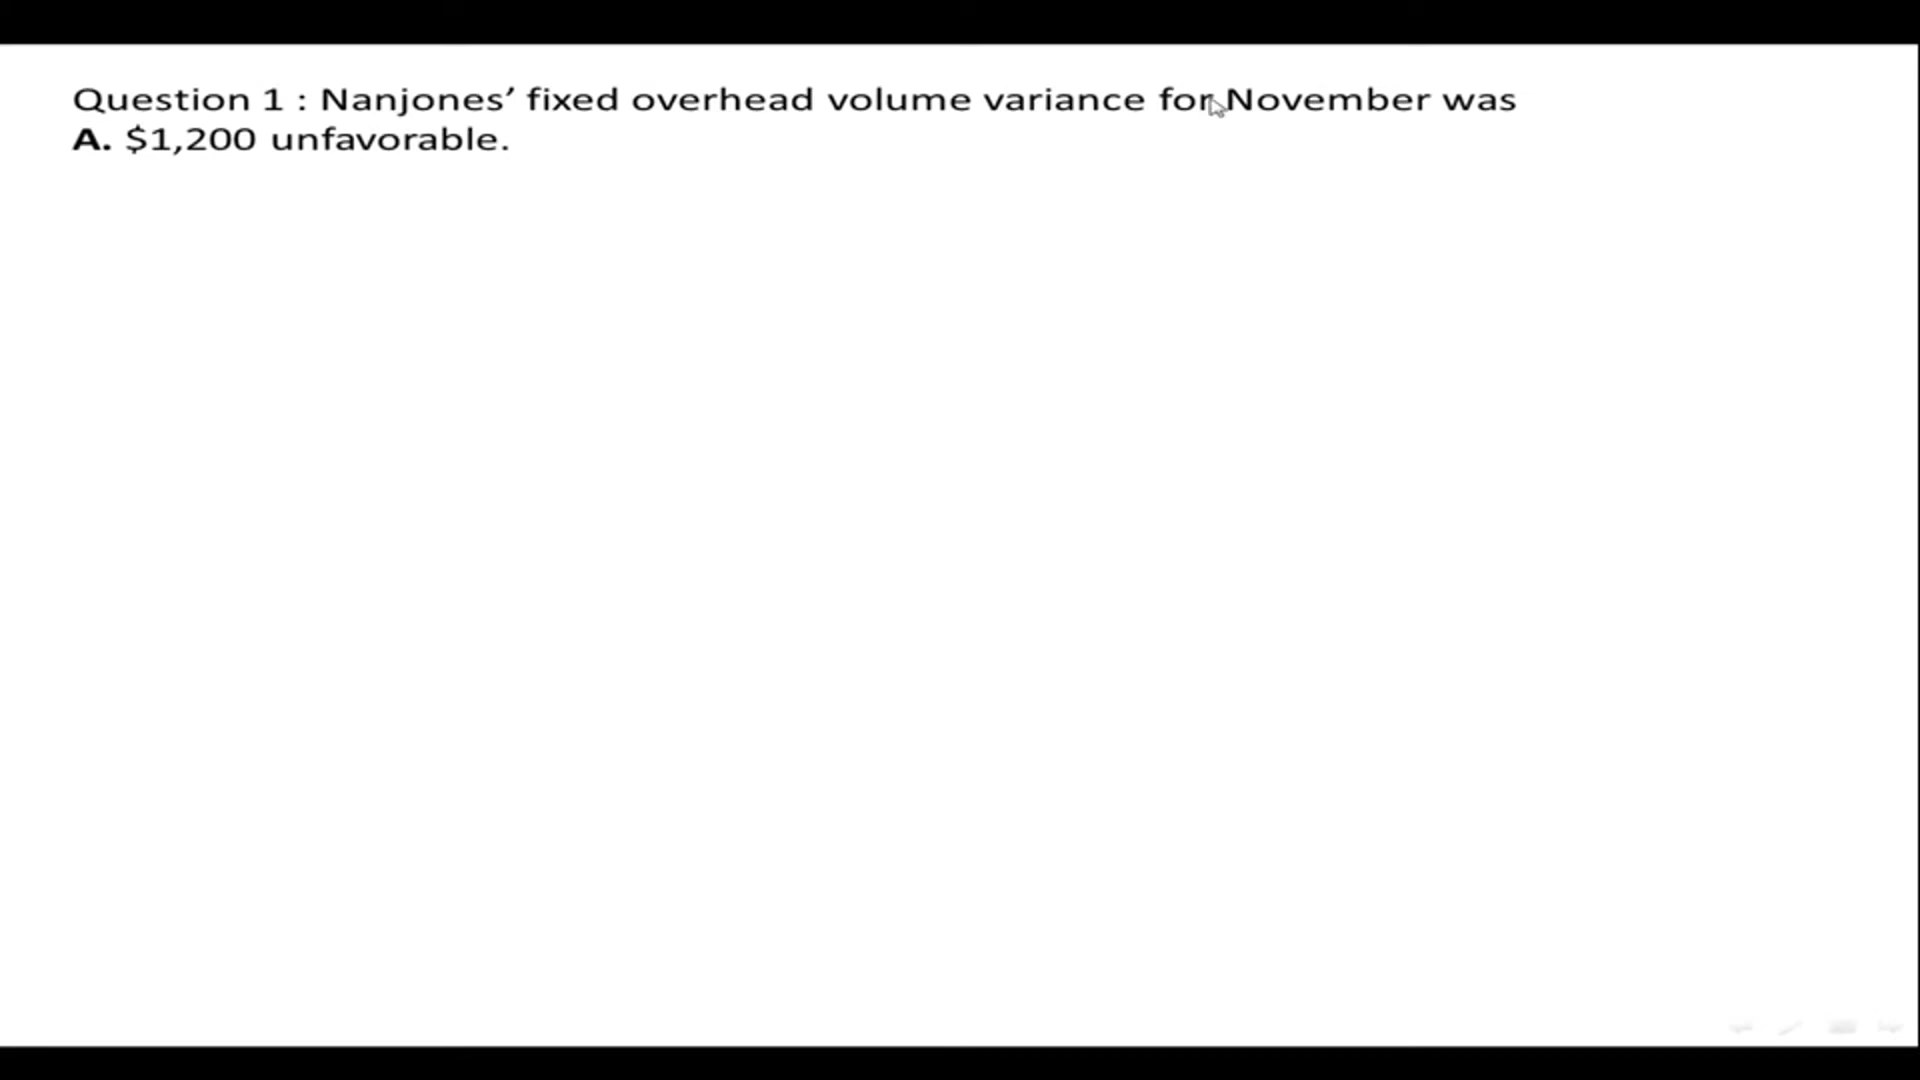 Question 1 : Nanjones’ fixed overhead volume variance for November was
A. $1,200 unfavorable.